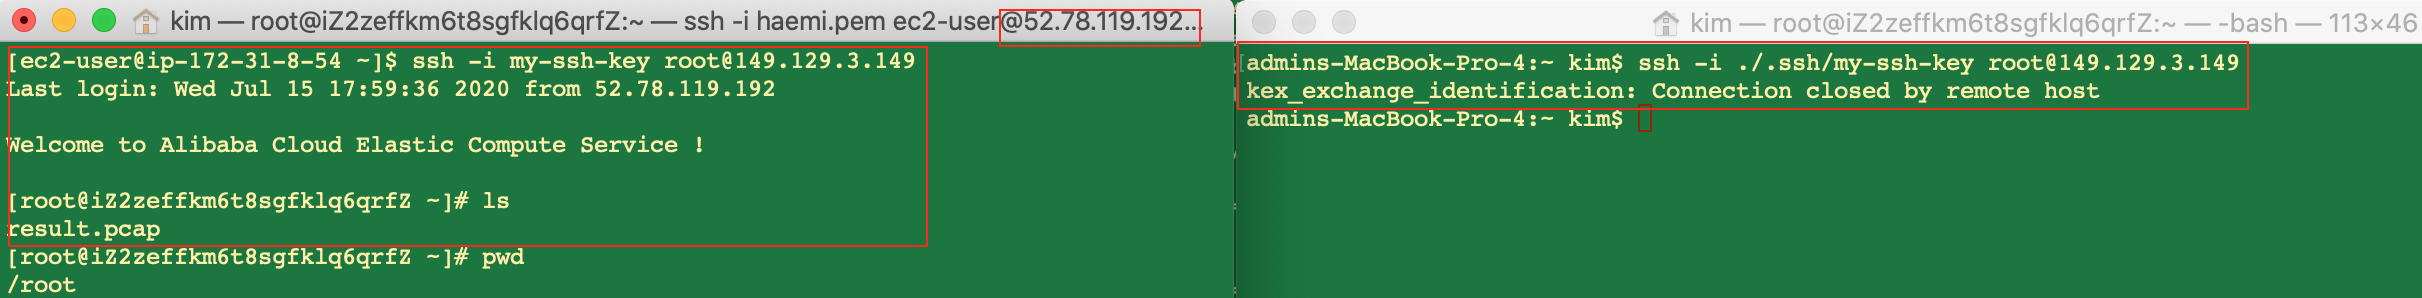 kim — root@iZ2zeffkm6t8sgfklq6qrfZ:~ — ssh -i haemi.pem ec2-user@52.78.119.192...
[ec2-user@ip-172-31-8-54 ~]$ ssh -i my-ssh-key root@149.129.3.149
Last login: Wed Jul 15 17:59:36 2020 from 52.78.119.192
Welcome to Alibaba Cloud Elastic Compute Service !
[root@iZ2zeffkm6t8sgfklq6qrfZ ~]# ls
result.pcap
[root@iZ2zeffkm6t8sgfklq6qrfZ ~]# pwd
/root
kim — root@iZ2zeffkm6t8sgfklq6qrfZ:~ — -bash — 113×46
[admins-MacBook-Pro-4:~ kim$ ssh -i ./.ssh/my-ssh-key root@149.129.3.149
kex_exchange_identification: Connection closed by remote host
admins-MacBook-Pro-4:~ kim$